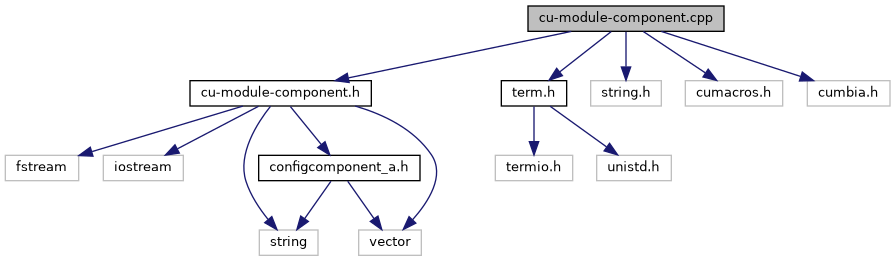 cu-module-component.cpp
cu-module-component.h
term.h
string.h
cumacros.h
cumbia.h
fstream
iostream
configcomponent_a.h
termio.h
unistd.h
string
vector